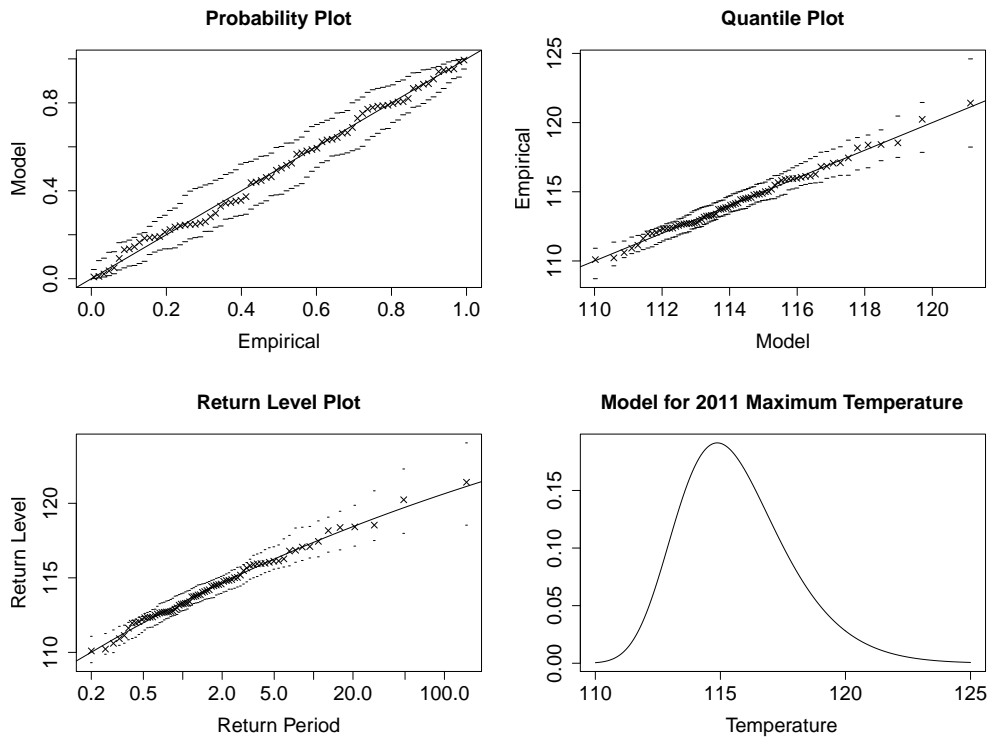 Probability Plot
Model
0.0 0.4 0.8
0.0 0.2 0.4 0.6 0.8 1.0
Empirical
Quantile Plot
Empirical
110 115 120 125
110 112 114 116 118 120
Model
Return Level Plot
Return Level
110 115 120
0.2 0.5 2.0 5.0 20.0 100.0
Return Period
Model for 2011 Maximum Temperature
0.00 0.05 0.10 0.15
110 115 120 125
Temperature